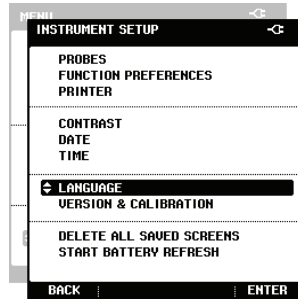 MENU
INSTRUMENT SETUP
PROBES
FUNCTION PREFERENCES
PRINTER
CONTRAST
DATE
TIME
LANGUAGE
VERSION & CALIBRATION
DELETE ALL SAVED SCREENS
START BATTERY REFRESH
BACK ENTER